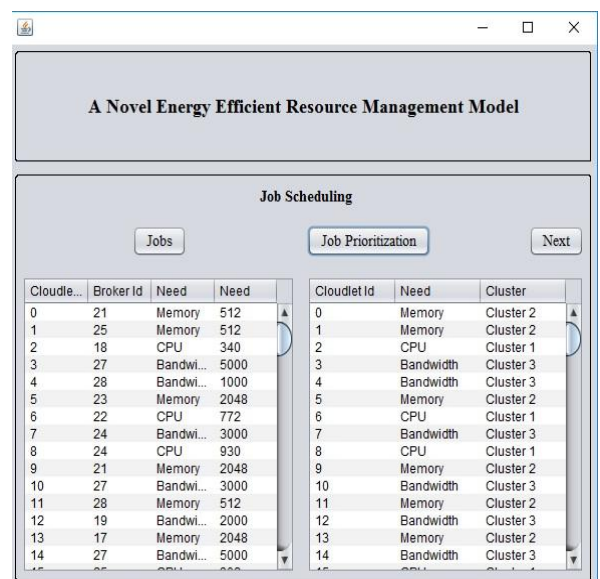 A Novel Energy Efficient Resource Management Model
Job Scheduling
Jobs
Job Prioritization
Next
Cloudle... Broker Id Need Need
0 21 Memory 512
1 25 Memory 512
2 18 CPU 340
3 27 Bandwi... 5000
4 28 Bandwi... 1000
5 23 Memory 2048
6 22 CPU 772
7 24 Bandwi... 3000
8 24 CPU 930
9 21 Memory 2048
10 27 Bandwi... 3000
11 28 Memory 512
12 19 Bandwi... 2000
13 17 Memory 2048
14 27 Bandwi... 5000
Cloudlet Id Need Cluster
0 Memory Cluster 2
1 Memory Cluster 2
2 CPU Cluster 1
3 Bandwidth Cluster 3
4 Bandwidth Cluster 3
5 Memory Cluster 2
6 CPU Cluster 1
7 Bandwidth Cluster 3
8 CPU Cluster 1
9 Memory Cluster 2
10 Bandwidth Cluster 3
11 Memory Cluster 2
12 Bandwidth Cluster 3
13 Memory Cluster 2
14 Bandwidth Cluster 3